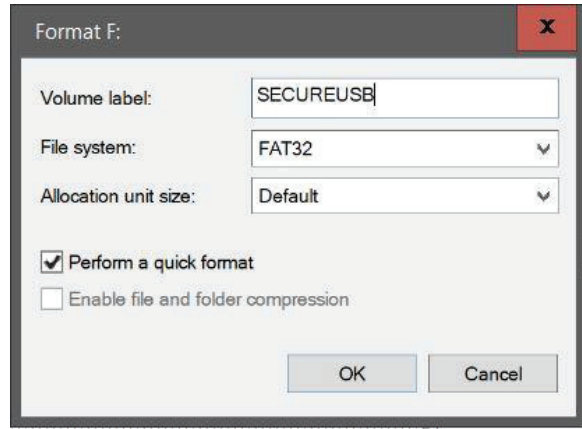 Format F:
x
Volume label: SECUREUSB
File system: FAT32
Allocation unit size: Default
Perform a quick format
Enable file and folder compression
OK Cancel